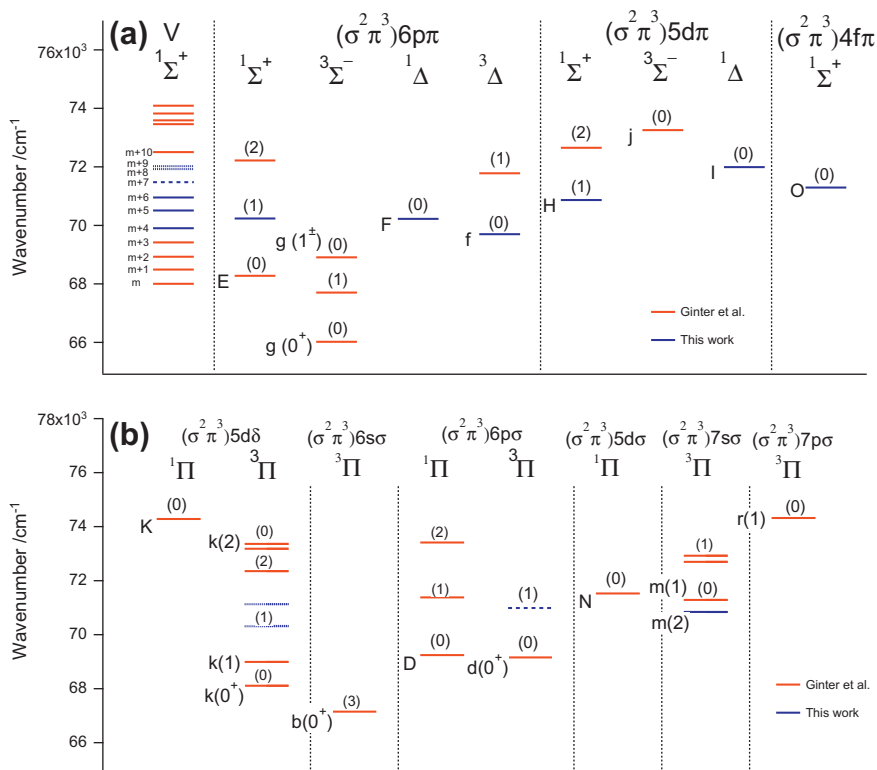 (a) V (σ²π³)6pπ (σ²π³)5dπ (σ²π³)4fπ
¹Σ⁺ ¹Σ⁺ ³Σ⁻ ¹Δ ³Δ ¹Σ⁺ ³Σ⁻ ¹Δ ¹Σ⁺
76x10³
74
72
70
68
66
Wavenumber /cm⁻¹
m+10
m+9
m+8
m+7
m+6
m+5
m+4
m+3
m+2
m+1
m
(2)
(1)
E (0)
g (1±) (0)
(1)
(0)
g (0⁺)
F (0)
(1)
f (0)
(2)
H (1)
j (0)
I (0)
O (0)
Ginter et al.
This work
(b) (σ²π³)5dδ (σ²π³)6sσ (σ²π³)6pσ (σ²π³)5dσ (σ²π³)7sσ (σ²π³)7pσ
¹Π ³Π ³Π ¹Π ³Π ¹Π ³Π ³Π
78x10³
76
74
72
70
68
66
Wavenumber /cm⁻¹
K (0)
k(2) (0)
(2)
(1)
k(1)
k(0⁺) (0)
b(0⁺) (3)
(2)
(1)
D (0)
(1)
d(0⁺) (0)
N (0)
(1)
m(1) (0)
m(2)
r(1) (0)
Ginter et al.
This work